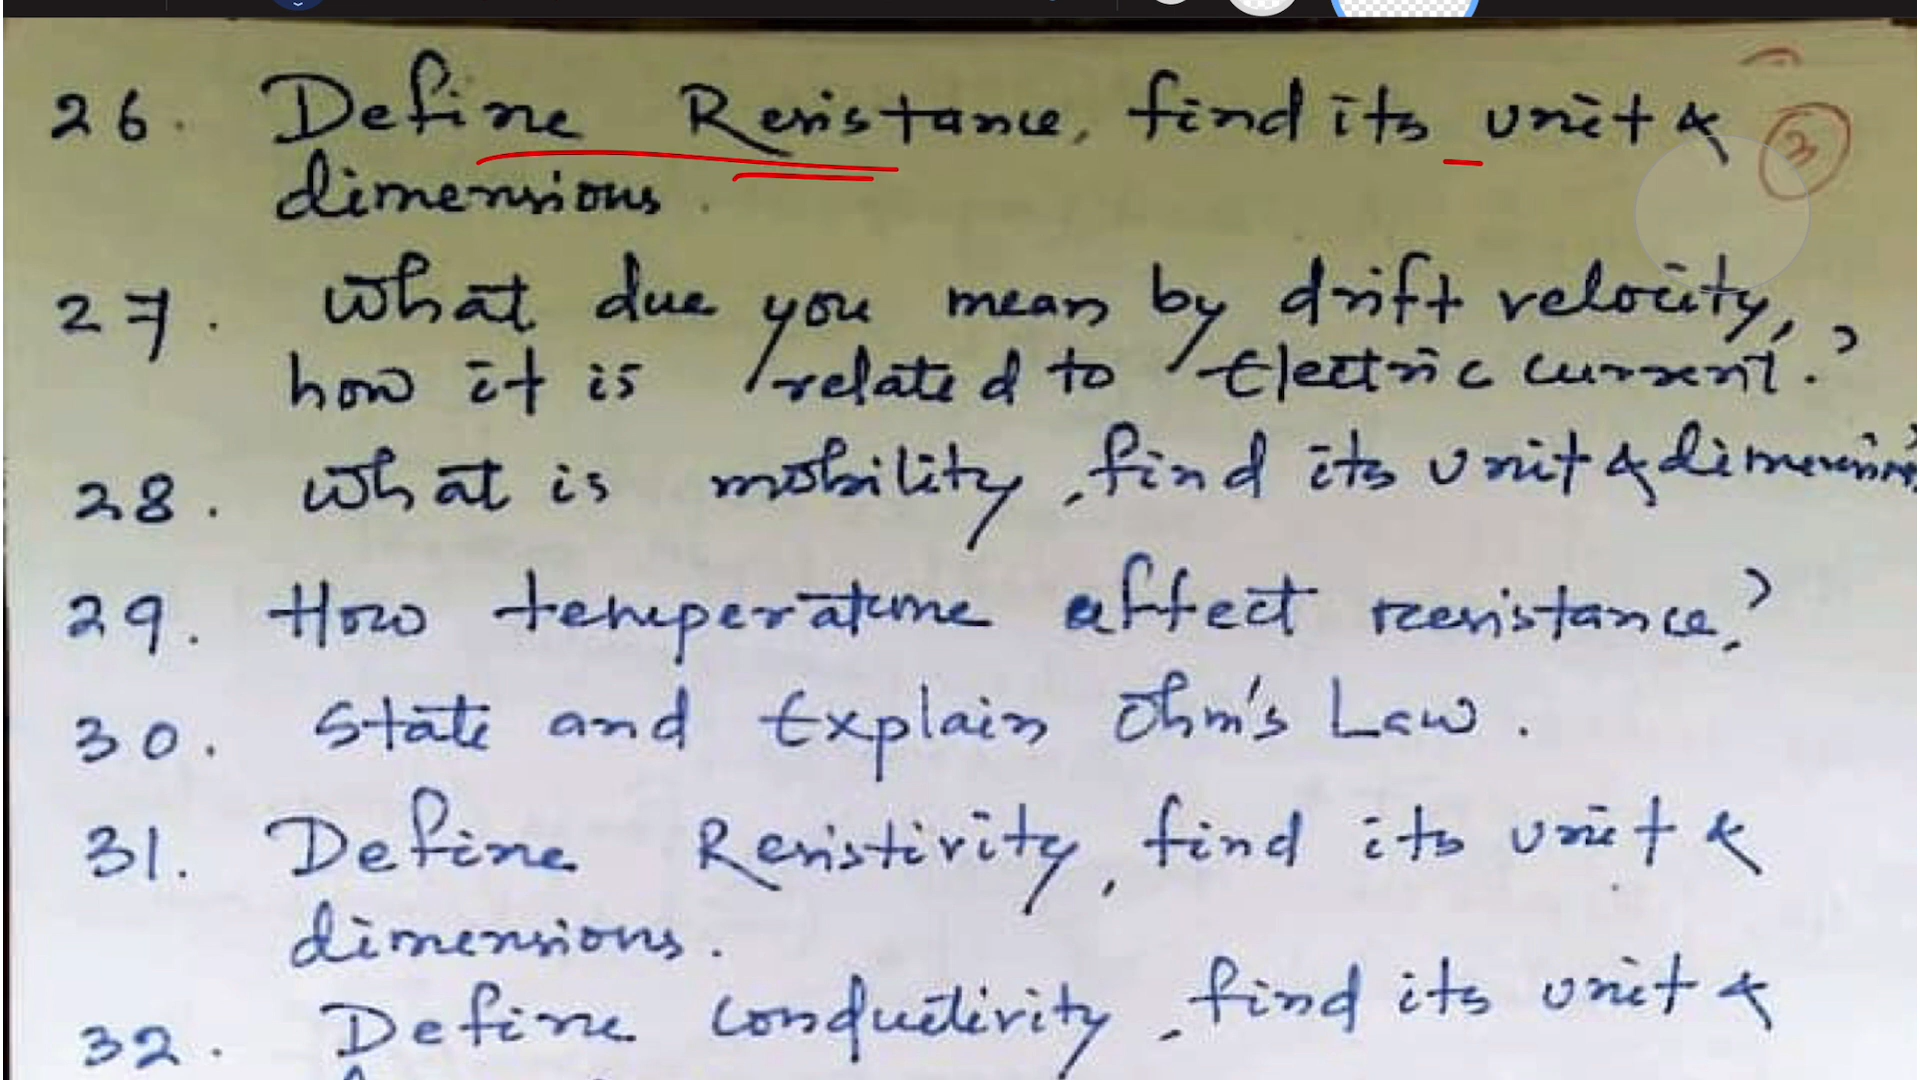 26. Define Resistance, find its unit &
3
dimensions.
27. What due you mean by drift velocity,
how it is related to Electric current.?
28. What is mobility, find its unit & dimensions
29. How temperature affect resistance?
30. State and Explain Ohm's Law.
31. Define Resistivity, find its unit &
dimensions.
32. Define conductivity, find its unit &